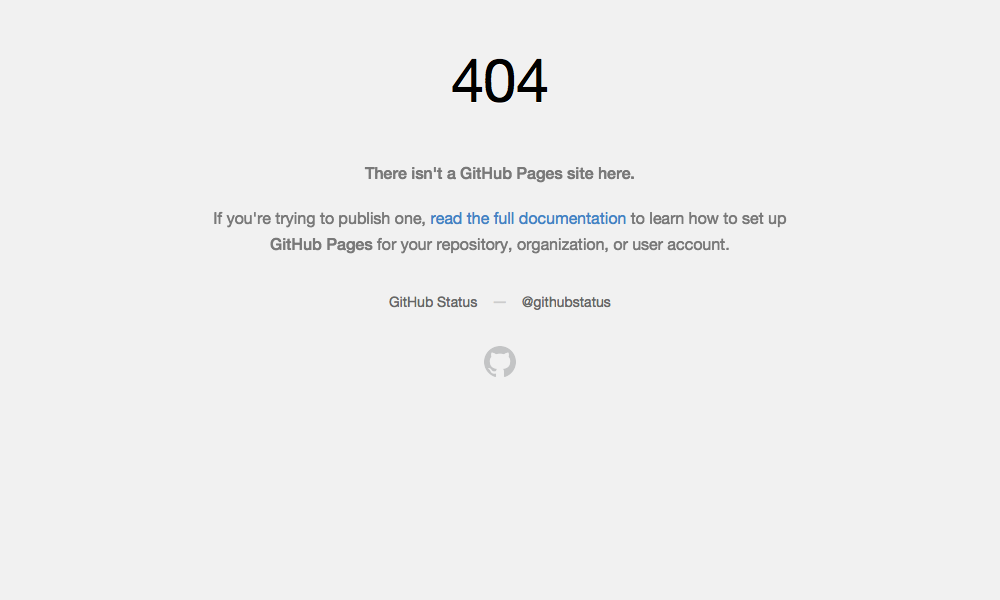 404
There isn't a GitHub Pages site here.
If you're trying to publish one, read the full documentation to learn how to set up
GitHub Pages for your repository, organization, or user account.
GitHub Status — @githubstatus